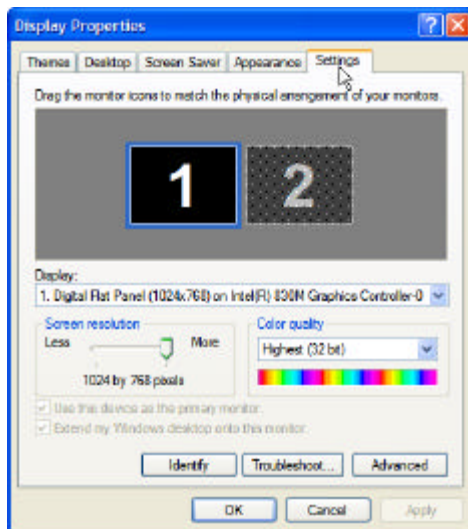 Display Properties
Themes Desktop Screen Saver Appearance Settings
Drag the monitor icons to match the physical arrangement of your monitors.
1 2
Display:
1. Digital Flat Panel (1024x768) on Intel(R) 830M Graphics Controller-0
Screen resolution
Less More
1024 by 768 pixels
Color quality
Highest (32 bit)
Use this device as the primary monitor.
Extend my Windows desktop onto this monitor.
Identify Troubleshoot... Advanced
OK Cancel Apply